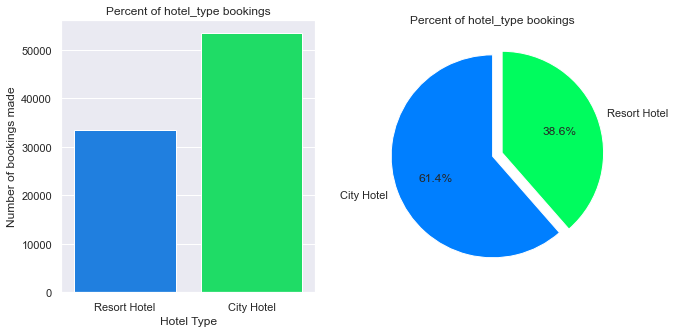 Percent of hotel_type bookings
Number of bookings made
50000
40000
30000
20000
10000
0
Resort Hotel
City Hotel
Hotel Type
Percent of hotel_type bookings
Resort Hotel
38.6%
61.4%
City Hotel